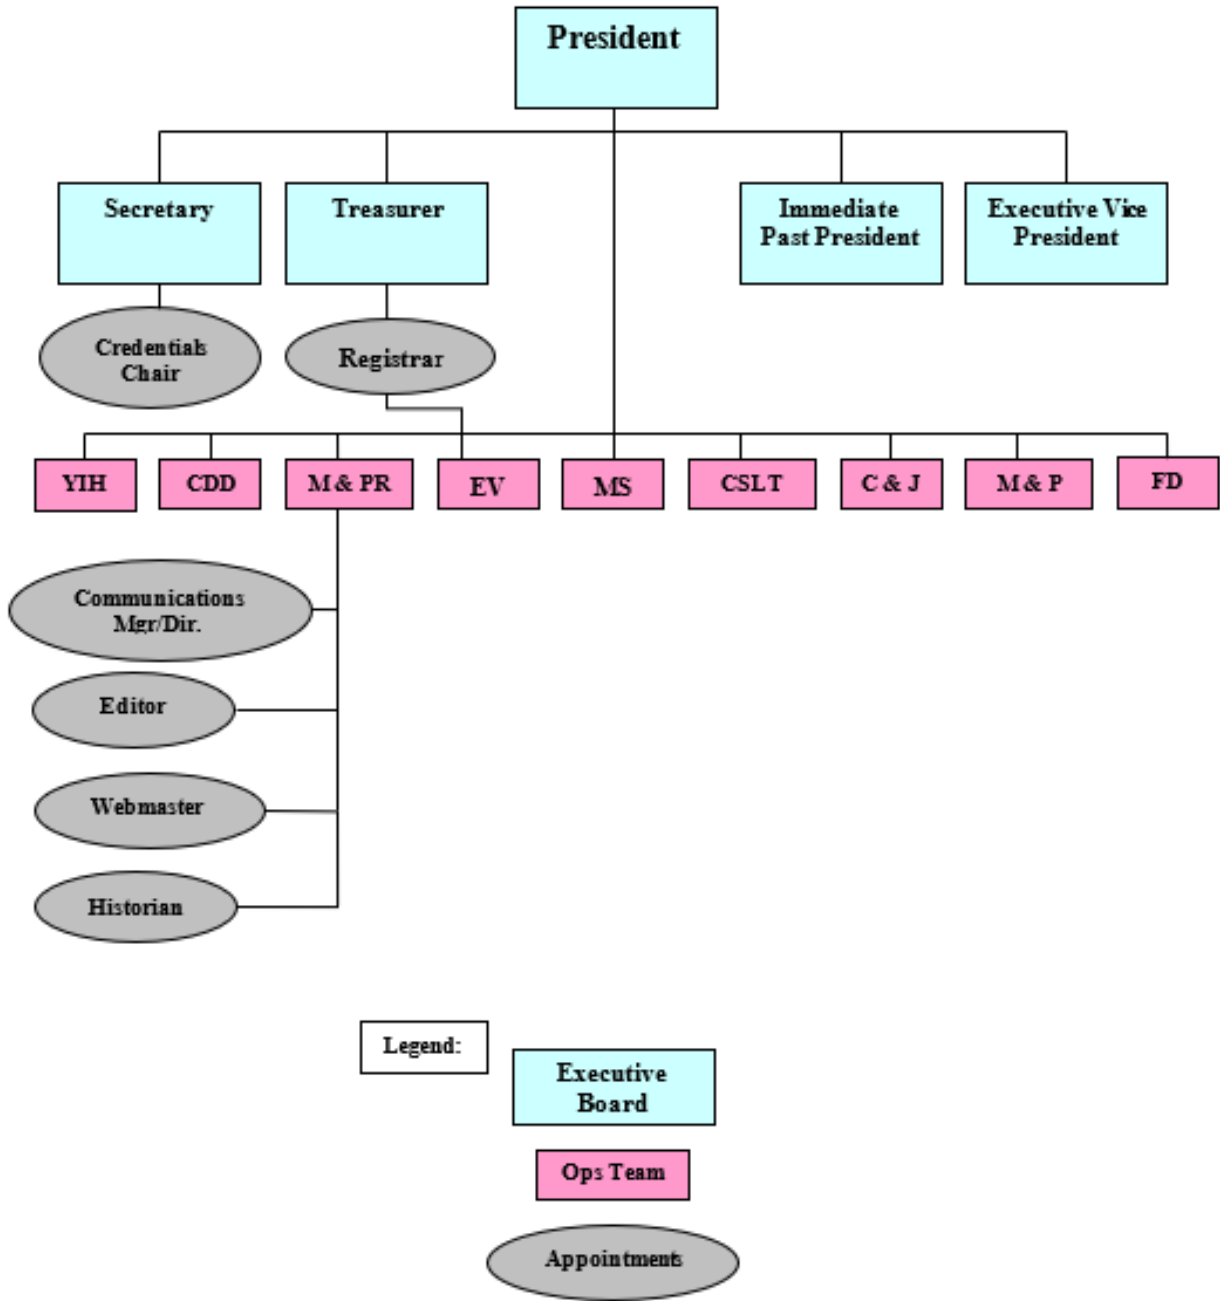 President
Secretary
Treasurer
Immediate
Past President
Executive Vice
President
Credentials
Chair
Registrar
YIH
CDD
M & PR
EV
MS
CSLT
C & J
M & P
FD
Communications
Mgr/Dir.
Editor
Webmaster
Historian
Legend:
Executive
Board
Ops Team
Appointments